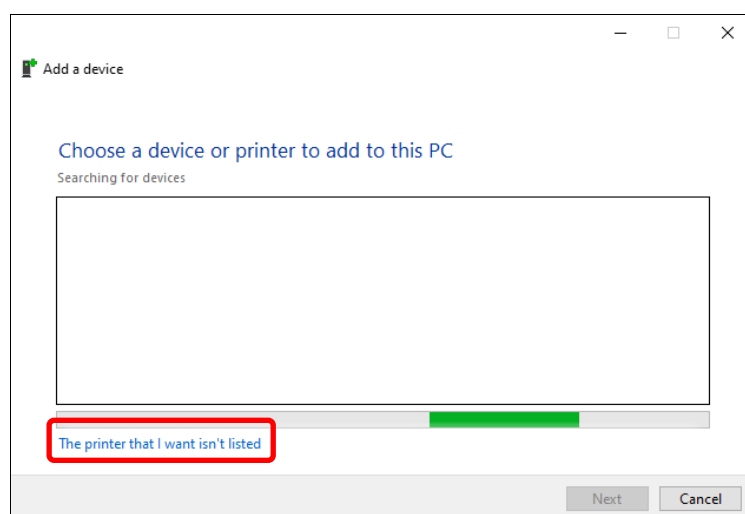 Add a device
Choose a device or printer to add to this PC
Searching for devices
The printer that I want isn't listed
Next Cancel